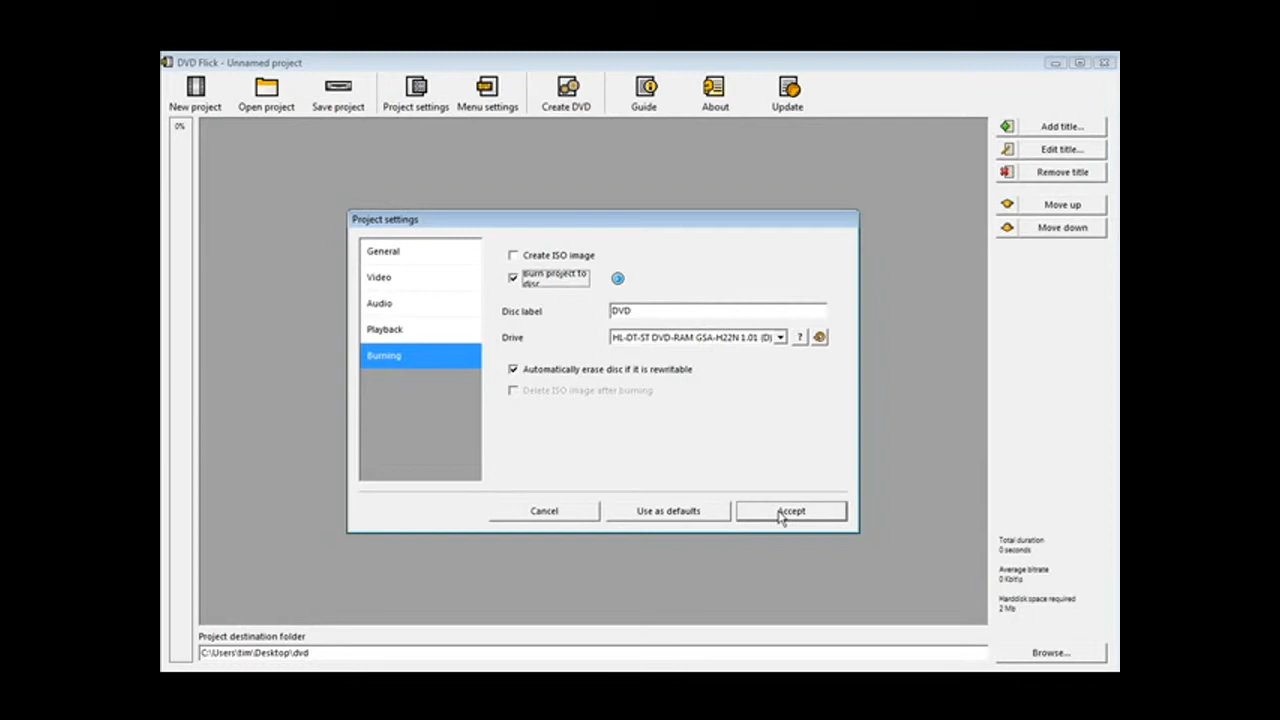 DVD Flick - Unnamed project
New project
Open project
Save project
Project settings
Menu settings
Create DVD
Guide
About
Update
0%
Add title...
Edit title...
Remove title
Move up
Move down
Project settings
General
Video
Audio
Playback
Burning
Create ISO image
Burn project to
disc
Disc label
DVD
Drive
HL-DT-ST DVD-RAM GSA-H22N 1.01 (D)
?
Automatically erase disc if it is rewritable
Delete ISO image after burning
Cancel
Use as defaults
Accept
Total duration
0 seconds
Average bitrate
0 Kbit\s
Harddisk space required
2 Mb
Project destination folder
C:\Users\tim\Desktop\dvd
Browse...